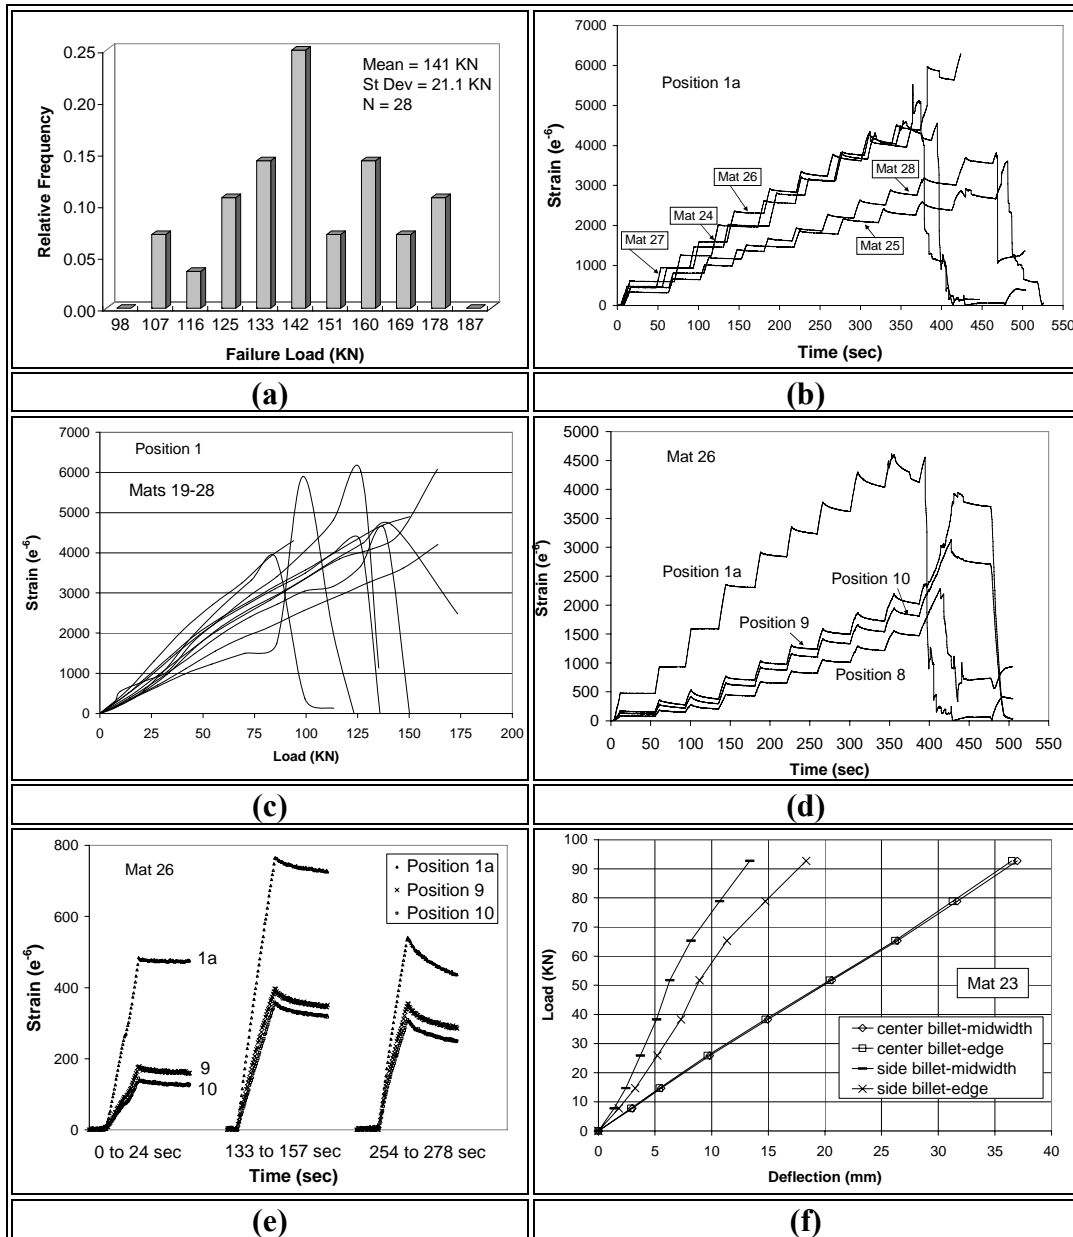 0.25
0.20
0.15
0.10
0.05
0.00
Relative Frequency
Mean = 141 KN
St Dev = 21.1 KN
N = 28
98 107 116 125 133 142 151 160 169 178 187
Failure Load (KN)
(a)
7000
6000
5000
4000
3000
2000
1000
0
Strain (e-6)
Position 1a
Mat 26
Mat 28
Mat 24
Mat 27
Mat 25
0 50 100 150 200 250 300 350 400 450 500 550
Time (sec)
(b)
7000
6000
5000
4000
3000
2000
1000
0
Strain (e-6)
Position 1
Mats 19-28
0 25 50 75 100 125 150 175 200
Load (KN)
(c)
5000
4500
4000
3500
3000
2500
2000
1500
1000
500
0
Strain (e-6)
Mat 26
Position 1a
Position 10
Position 9
Position 8
0 50 100 150 200 250 300 350 400 450 500 550
Time (sec)
(d)
800
600
400
200
0
Strain (e-6)
Mat 26
Position 1a
Position 9
Position 10
1a
9
10
0 to 24 sec 133 to 157 sec 254 to 278 sec
Time (sec)
(e)
100
90
80
70
60
50
40
30
20
10
0
Load (KN)
Mat 23
center billet-midwidth
center billet-edge
side billet-midwidth
side billet-edge
0 5 10 15 20 25 30 35 40
Deflection (mm)
(f)